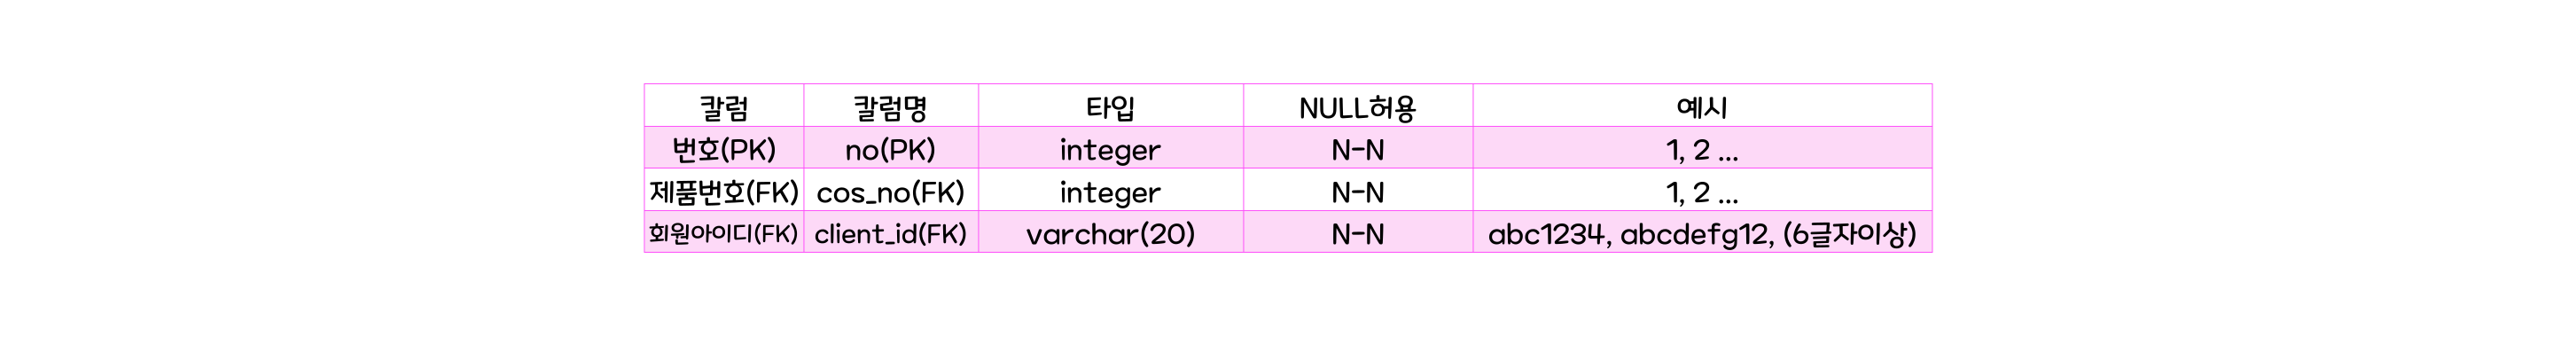 칼럼 칼럼명 타입 NULL허용 예시
번호(PK) no(PK) integer N-N 1, 2 ...
제품번호(FK) cos_no(FK) integer N-N 1, 2 ...
회원아이디(FK) client_id(FK) varchar(20) N-N abc1234, abcdefg12, (6글자이상)